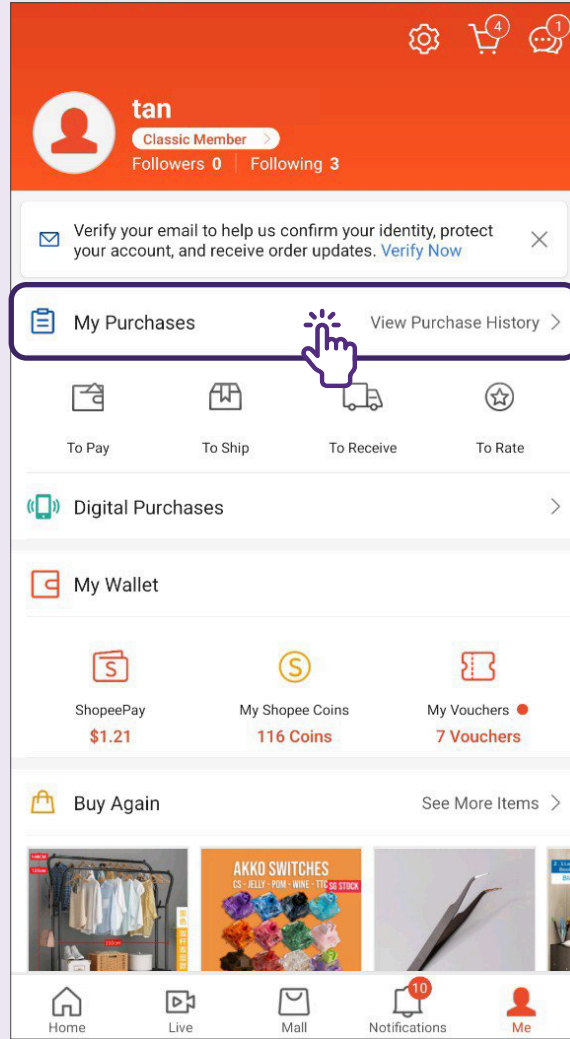 4
1
tan
Classic Member >
Followers 0 | Following 3
Verify your email to help us confirm your identity, protect
your account, and receive order updates. Verify Now
My Purchases
View Purchase History >
To Pay
To Ship
To Receive
To Rate
Digital Purchases
My Wallet
ShopeePay
My Shopee Coins
My Vouchers
$1.21
116 Coins
7 Vouchers
Buy Again
See More Items >
AKKO SWITCHES
CS - JELLY - POM - WINE - TTC
SG STOCK
10
Home
Live
Mall
Notifications
Me